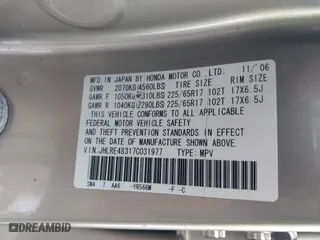 MFD. IN JAPAN BY HONDA MOTOR CO., LTD. 11/06
GVWR 2070KG(4560LBS) TIRE SIZE RIM SIZE
GAWR F 1050KG(2310LBS) 225/65R17 102T 17X6.5J
GAWR R 1040KG(2290LBS) 225/65R17 102T 17X6.5J
THIS VEHICLE CONFORMS TO ALL APPLICABLE
FEDERAL MOTOR VEHICLE SAFETY AND THEFT
PREVENTION STANDARDS IN EFFECT ON
THE DATE OF MANUFACTURE SHOWN ABOVE.
V.I.N.:JHLRE48317C031977 TYPE: MPV
SWA 7 AA6 -YR566M -F -C